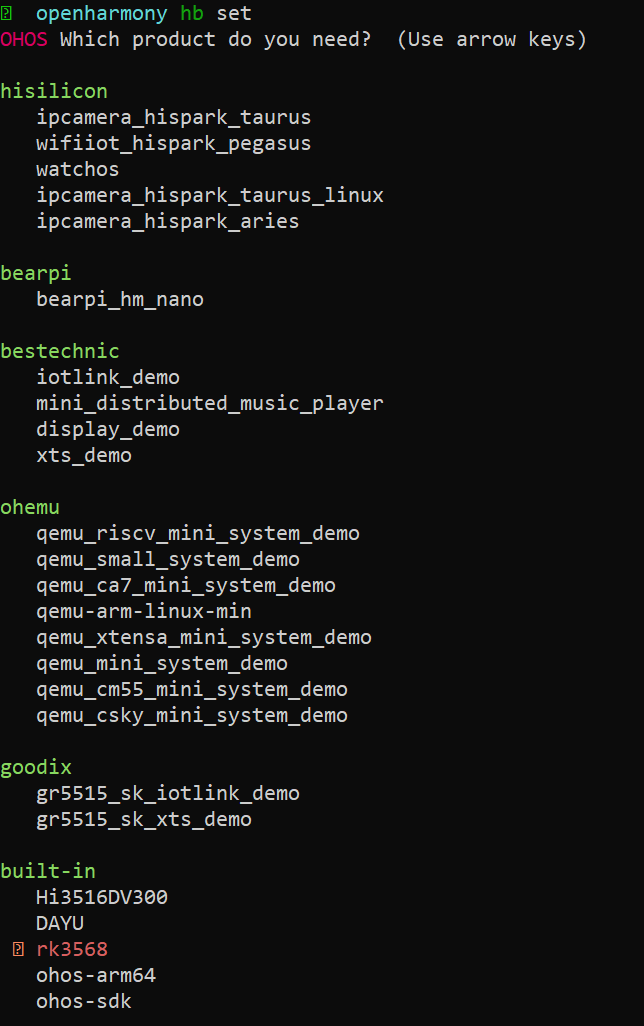 openharmony hb set
OHOS Which product do you need?  (Use arrow keys)
hisilicon
ipcamera_hispark_taurus
wifiiot_hispark_pegasus
watchos
ipcamera_hispark_taurus_linux
ipcamera_hispark_aries
bearpi
bearpi_hm_nano
bestechnic
iotlink_demo
mini_distributed_music_player
display_demo
xts_demo
ohemu
qemu_riscv_mini_system_demo
qemu_small_system_demo
qemu_ca7_mini_system_demo
qemu-arm-linux-min
qemu_xtensa_mini_system_demo
qemu_mini_system_demo
qemu_cm55_mini_system_demo
qemu_csky_mini_system_demo
goodix
gr5515_sk_iotlink_demo
gr5515_sk_xts_demo
built-in
Hi3516DV300
DAYU
rk3568
ohos-arm64
ohos-sdk